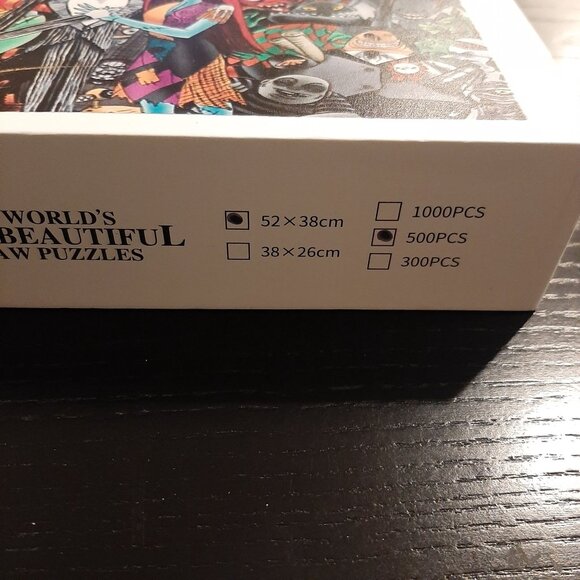 WORLD'S
BEAUTIFUL
AW PUZZLES
52×38cm
38×26cm
1000PCS
500PCS
300PCS